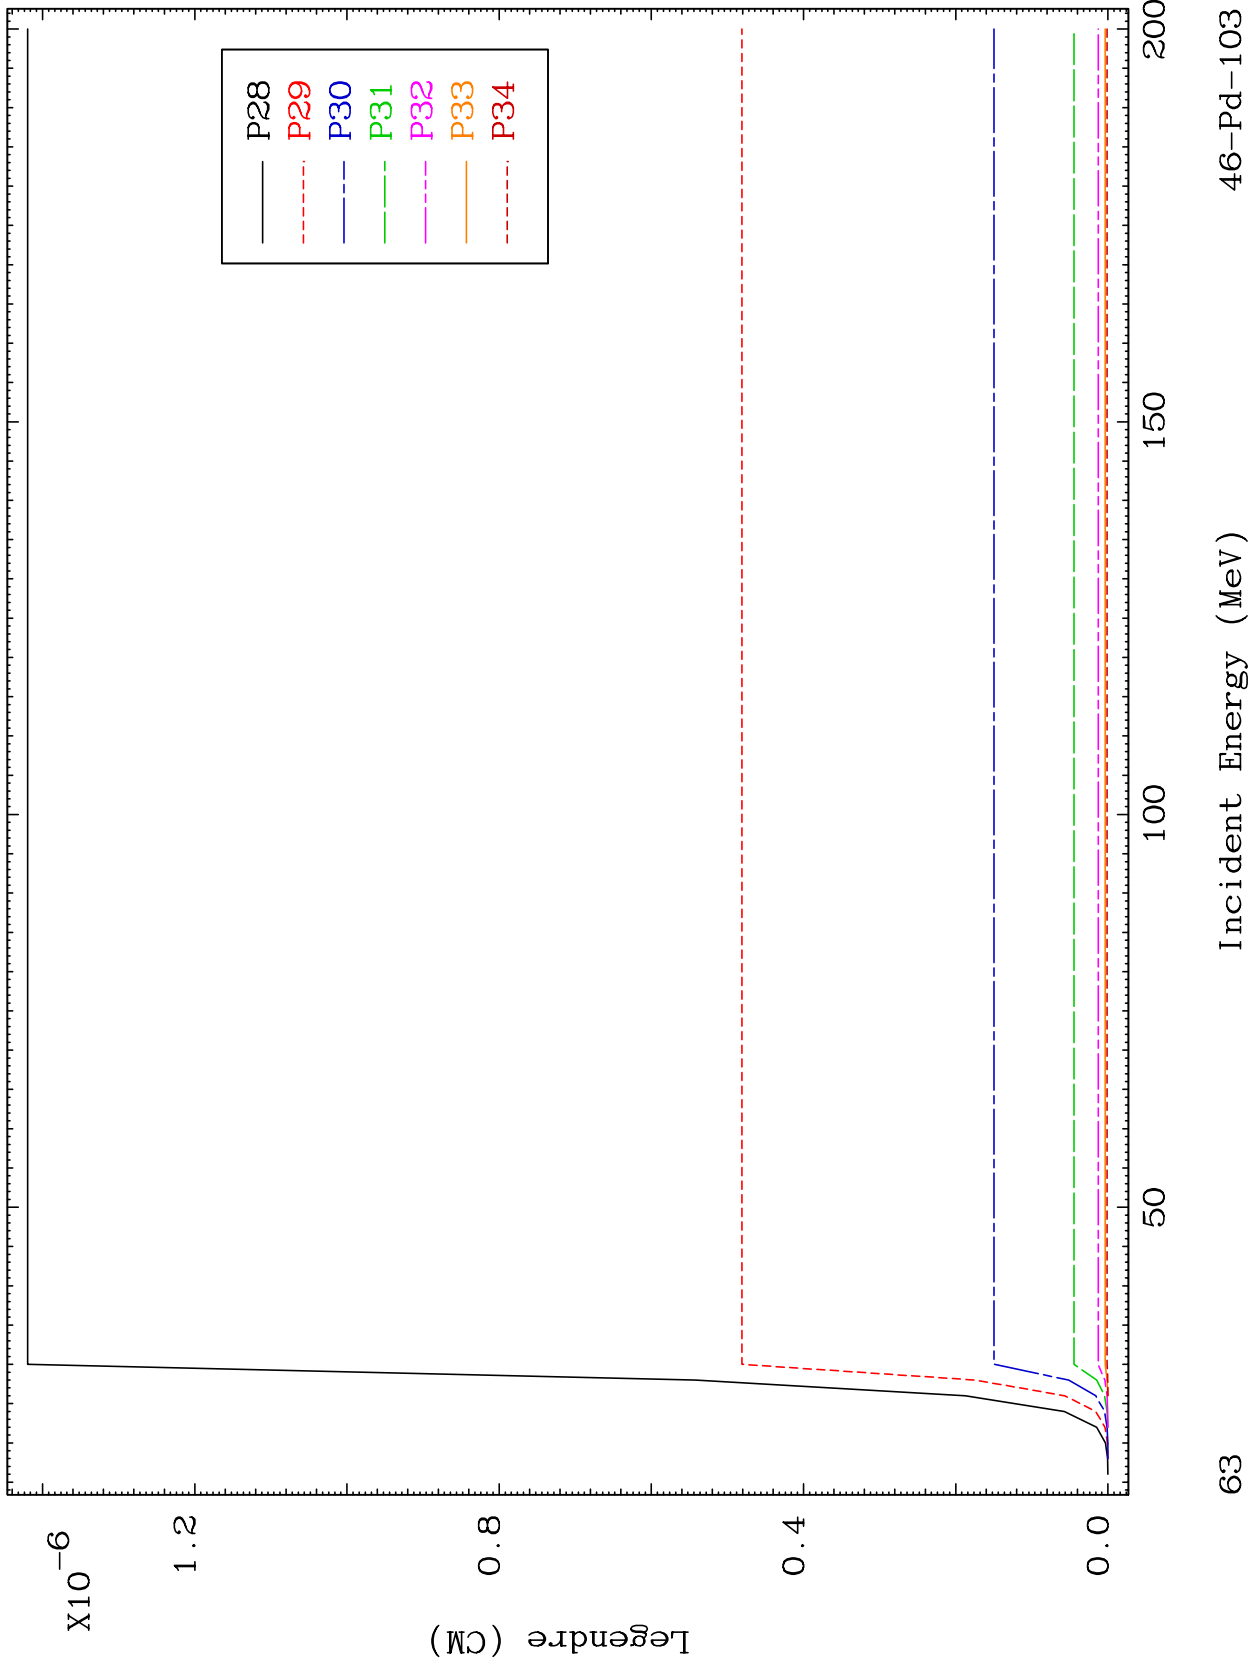 X10^-6
1.2
0.8
0.4
0.0
Legendre (CM)
P28
P29
P30
P31
P32
P33
P34
50
100
150
200
63
Incident Energy (MeV)
46-Pd-103